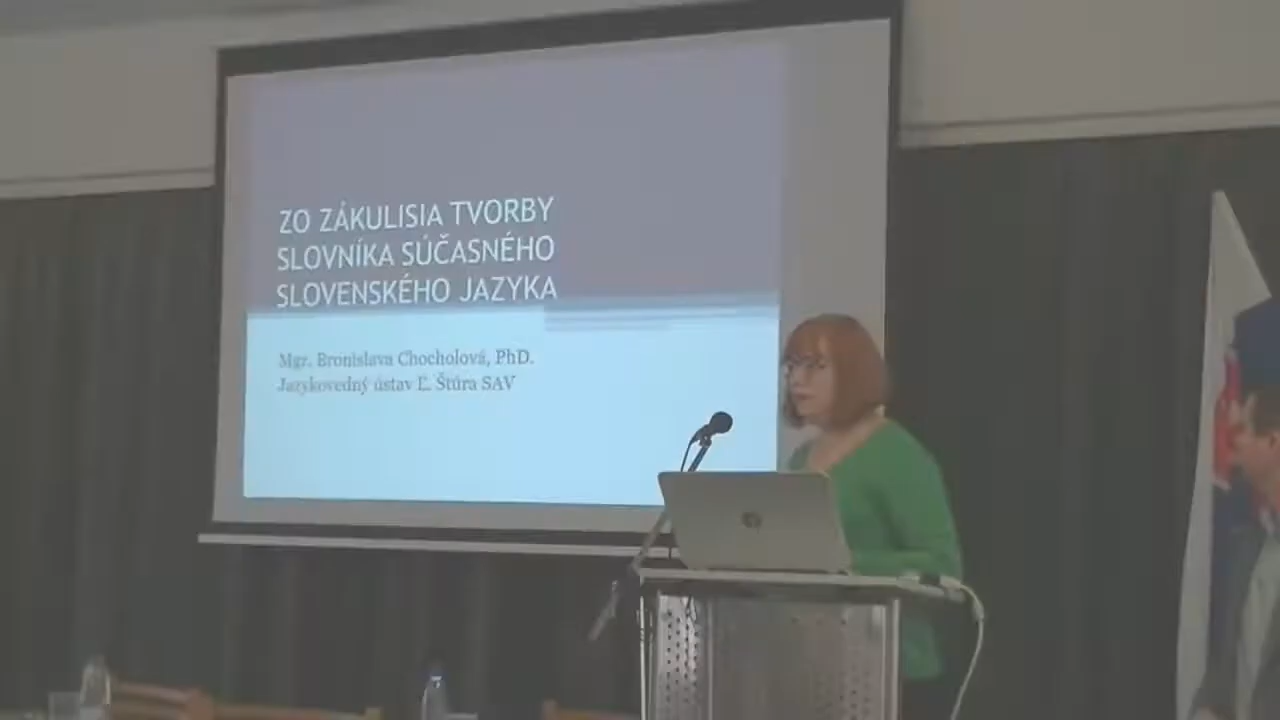 ZO ZÁKULISIA TVORBY
SLOVNÍKA SÚČASNÉHO
SLOVENSKÉHO JAZYKA
Mgr. Bronislava Chocholová, PhD.
Jazykovedný ústav Ľ. Štúra SAV